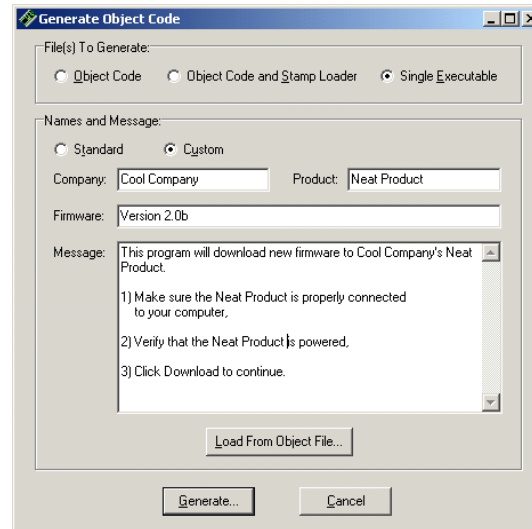 Generate Object Code
File(s) To Generate:
Object Code
Object Code and Stamp Loader
Single Executable
Names and Message:
Standard
Custom
Company:
Cool Company
Product:
Neat Product
Firmware:
Version 2.0b
Message:
This program will download new firmware to Cool Company's Neat
Product.
1) Make sure the Neat Product is properly connected
to your computer,
2) Verify that the Neat Product is powered,
3) Click Download to continue.
Load From Object File...
Generate...
Cancel